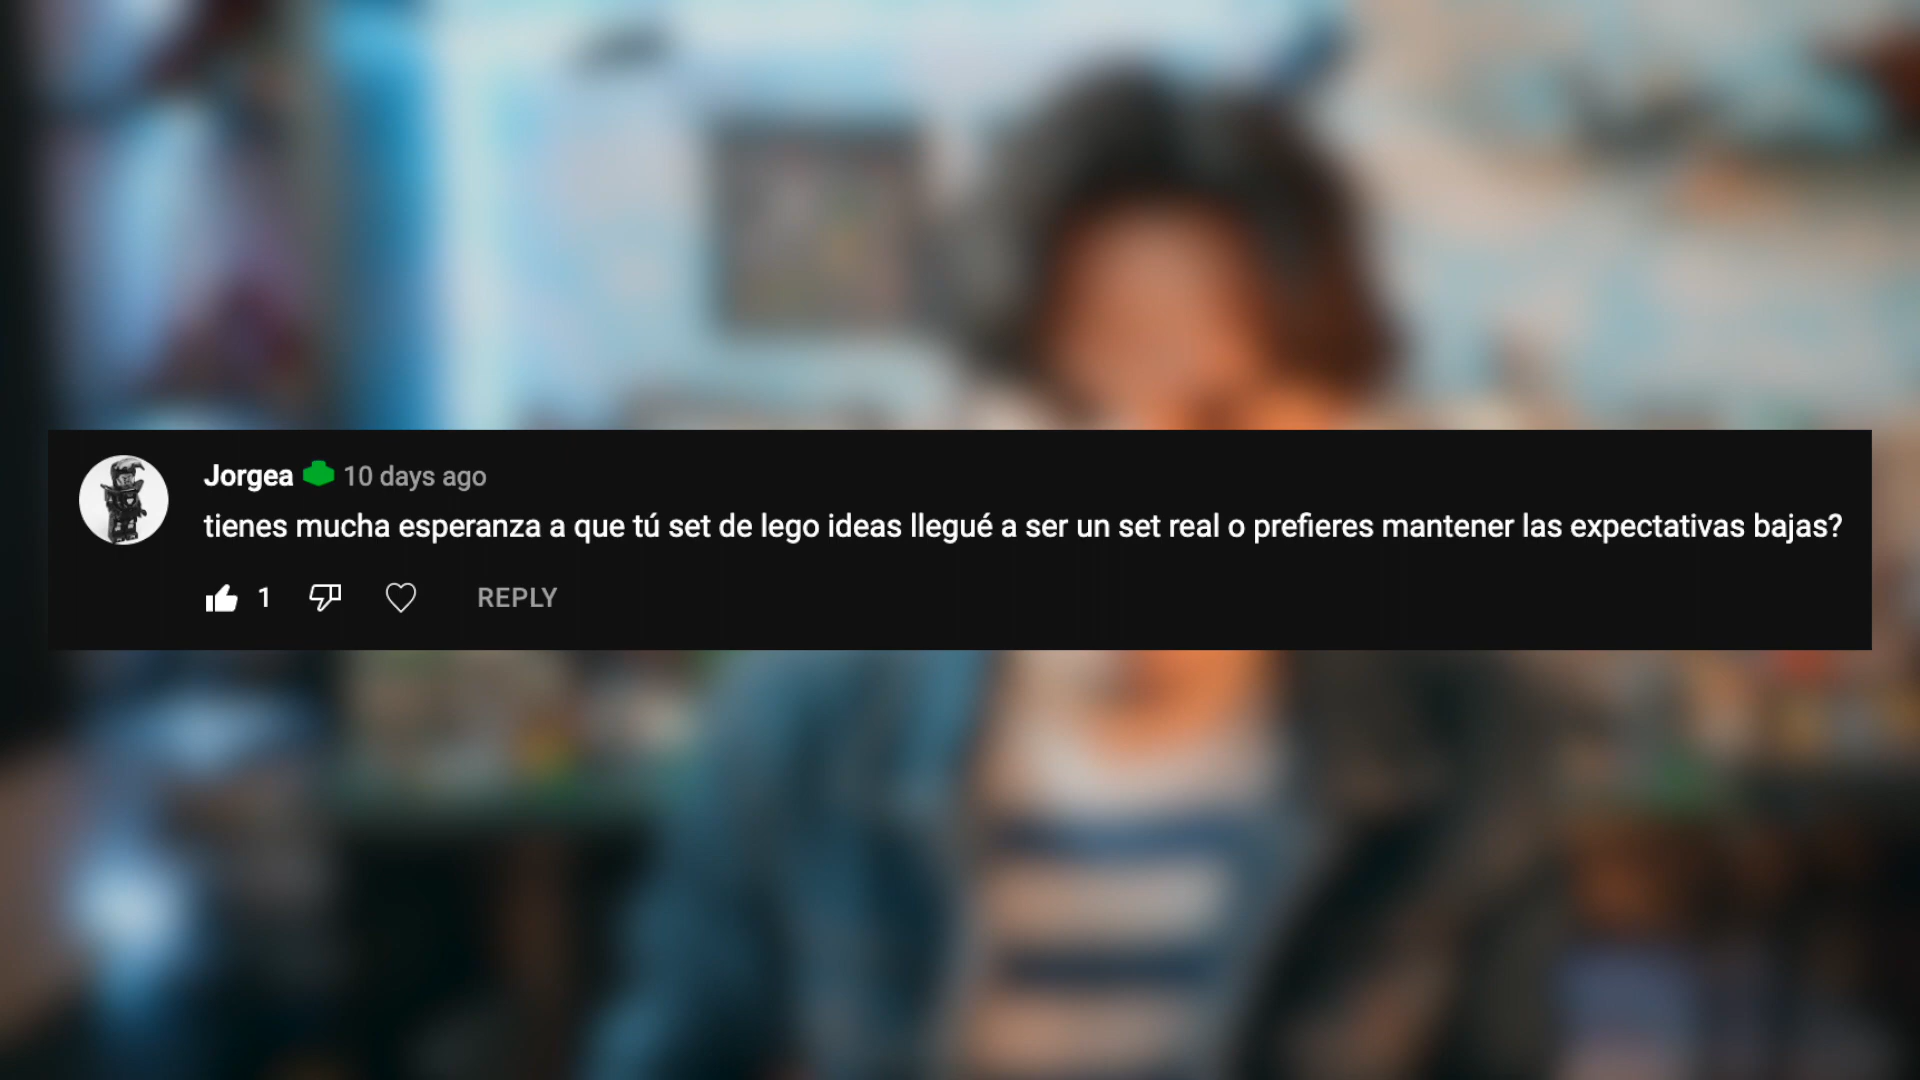 Jorgea 10 days ago
tienes mucha esperanza a que tú set de lego ideas llegué a ser un set real o prefieres mantener las expectativas bajas?
1 REPLY